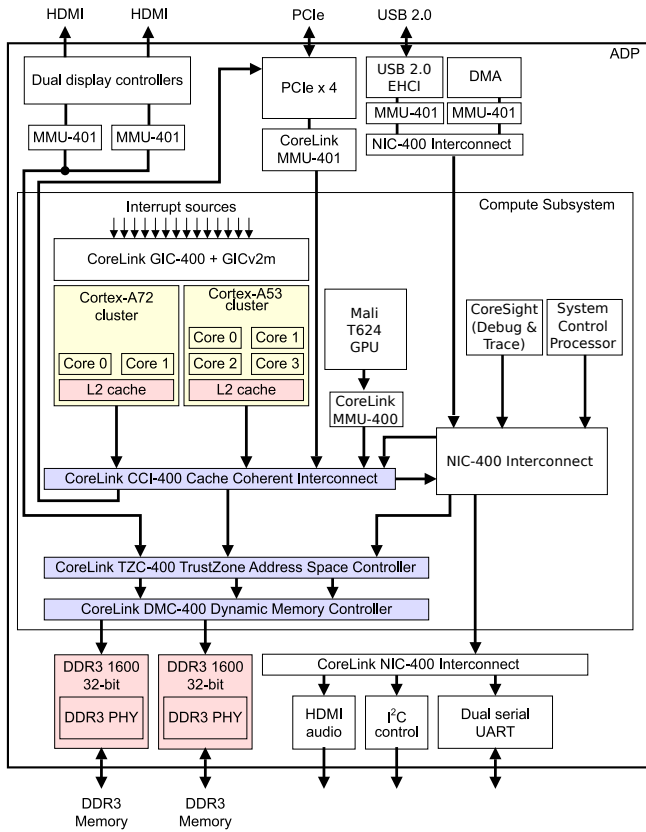 HDMI
HDMI
PCIe
USB 2.0
ADP
Dual display controllers
PCIe x 4
USB 2.0
EHCI
DMA
MMU-401
MMU-401
CoreLink
MMU-401
MMU-401
MMU-401
NIC-400 Interconnect
Compute Subsystem
Interrupt sources
CoreLink GIC-400 + GICv2m
Cortex-A72
cluster
Core 0
Core 1
L2 cache
Cortex-A53
cluster
Core 0
Core 1
Core 2
Core 3
L2 cache
Mali
T624
GPU
CoreLink
MMU-400
CoreSight
(Debug &
Trace)
System
Control
Processor
NIC-400 Interconnect
CoreLink CCI-400 Cache Coherent Interconnect
CoreLink TZC-400 TrustZone Address Space Controller
CoreLink DMC-400 Dynamic Memory Controller
DDR3 1600
32-bit
DDR3 PHY
DDR3 1600
32-bit
DDR3 PHY
CoreLink NIC-400 Interconnect
HDMI
audio
I²C
control
Dual serial
UART
DDR3
Memory
DDR3
Memory